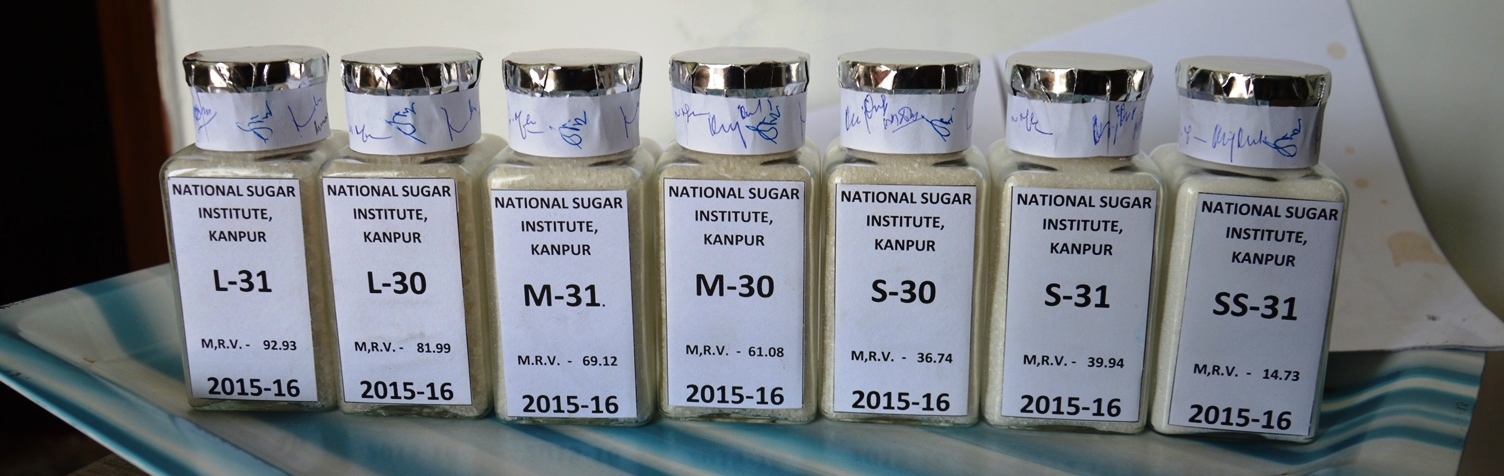 NATIONAL SUGAR
INSTITUTE,
KANPUR
L-31
M,R.V. - 92.93
2015-16
NATIONAL SUGAR
INSTITUTE,
KANPUR
L-30
M,R.V. - 81.99
2015-16
NATIONAL SUGAR
INSTITUTE,
KANPUR
M-31.
M.R.V. - 69.12
2015-16
NATIONAL SUGAR
INSTITUTE,
KANPUR
M-30
M,R.V. - 61.08
2015-16
NATIONAL SUGAR
INSTITUTE,
KANPUR
S-30
M,R.V. - 36.74
2015-16
NATIONAL SUGAR
INSTITUTE,
KANPUR
S-31
M,R.V. - 39.94
2015-16
NATIONAL SUGAR
INSTITUTE,
KANPUR
SS-31
M,R.V. - 14.73
2015-16